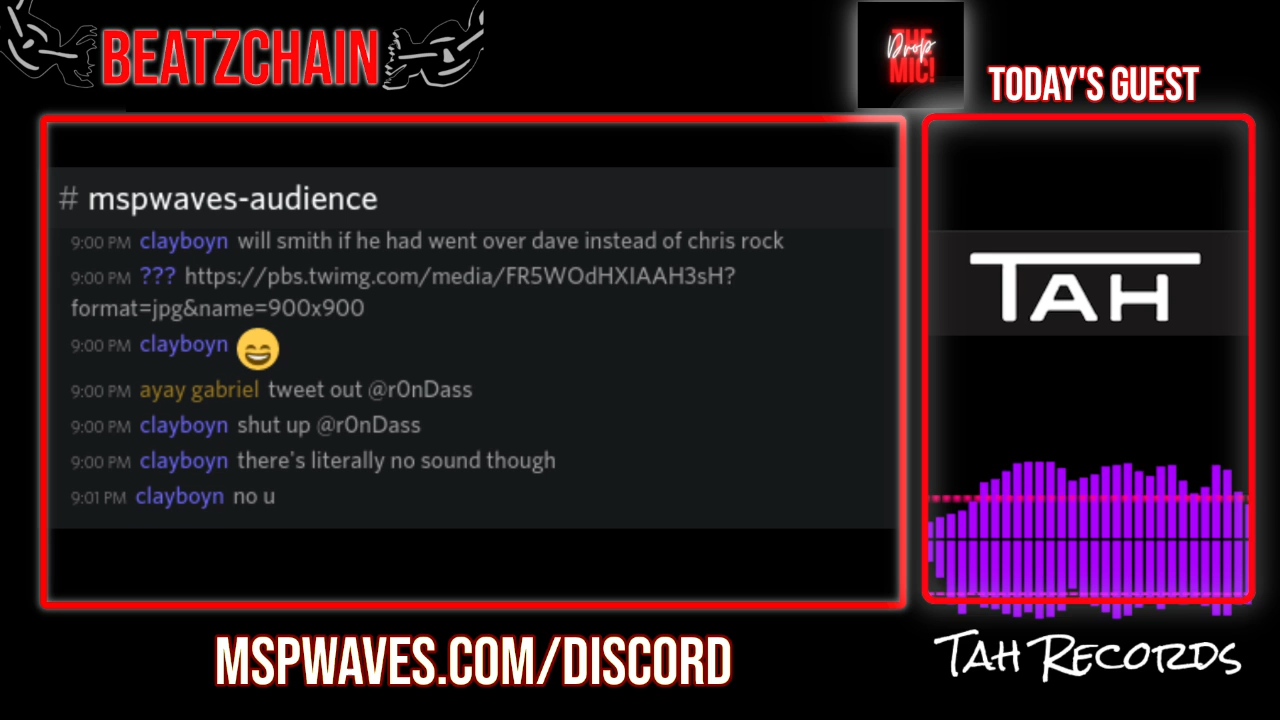 BEATZCHAIN
THE
Drop
MIC!
TODAY'S GUEST
# mspwaves-audience
9:00 PM clayboyn will smith if he had went over dave instead of chris rock
9:00 PM ??? https://pbs.twimg.com/media/FR5WOdHXIAAH3sH?
format=jpg&name=900x900
9:00 PM clayboyn 😄
9:00 PM ayay gabriel tweet out @r0nDass
9:00 PM clayboyn shut up @r0nDass
9:00 PM clayboyn there's literally no sound though
9:01 PM clayboyn no u
TAH
MSPWAVES.COM/DISCORD
TAH RECORDS